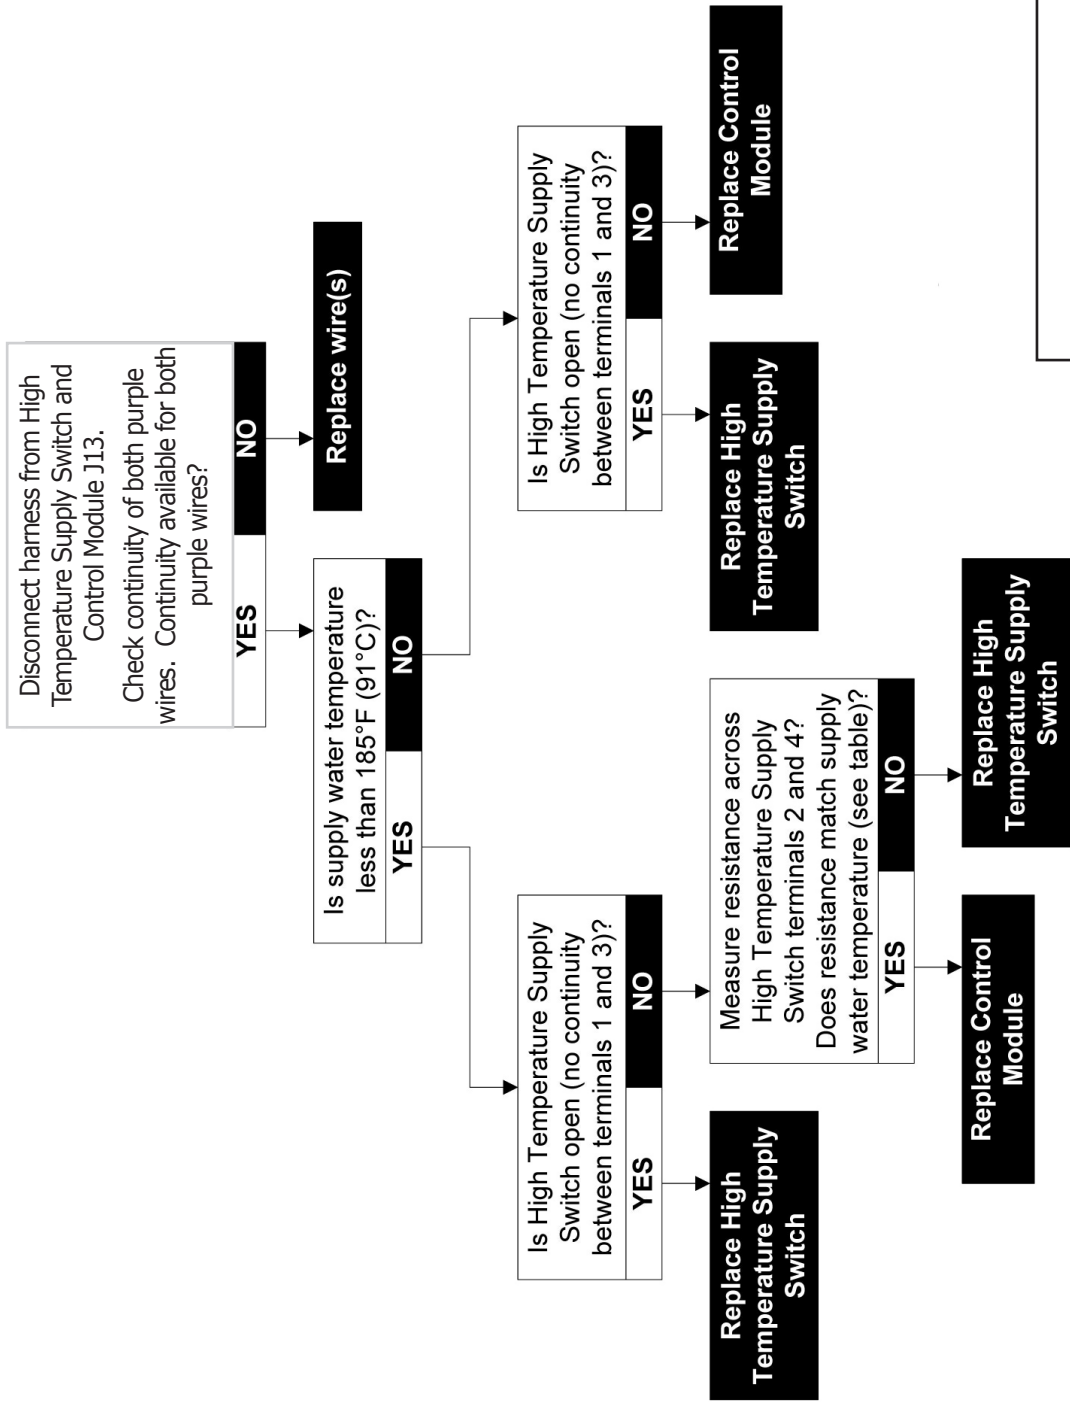 Disconnect harness from High
Temperature Supply Switch and
Control Module J13.
Check continuity of both purple
wires. Continuity available for both
purple wires?
YES
NO
Replace wire(s)
Is supply water temperature
less than 185°F (91°C)?
YES
NO
Is High Temperature Supply
Switch open (no continuity
between terminals 1 and 3)?
YES
NO
Is High Temperature Supply
Switch open (no continuity
between terminals 1 and 3)?
YES
NO
Replace High
Temperature Supply
Switch
Measure resistance across
High Temperature Supply
Switch terminals 2 and 4?
Does resistance match supply
water temperature (see table)?
YES
NO
Replace High
Temperature Supply
Switch
Replace Control
Module
Replace Control
Module
Replace High
Temperature Supply
Switch